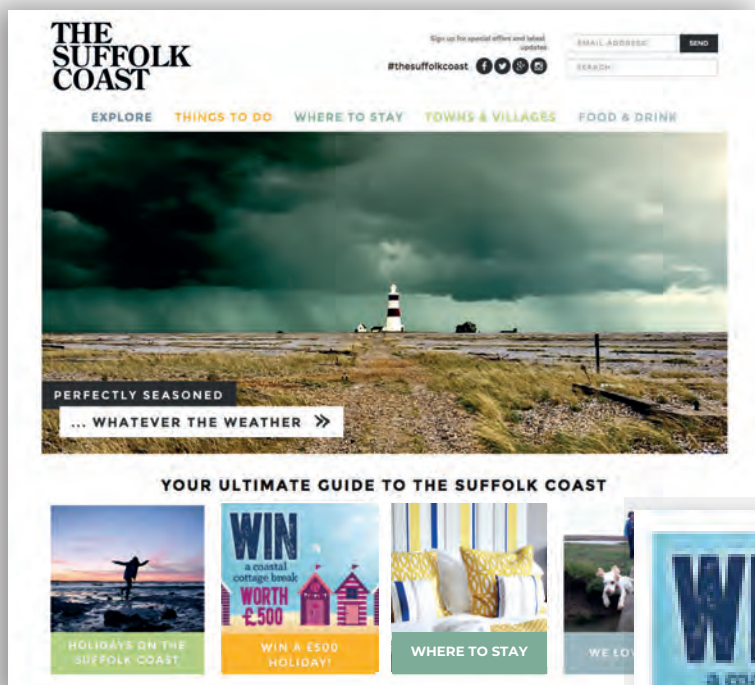 THE
SUFFOLK
COAST
Sign up for special offers and latest
updates
EMAIL ADDRESS
SEND
#thesuffolkcoast
SEARCH
EXPLORE THINGS TO DO WHERE TO STAY TOWNS & VILLAGES FOOD & DRINK
PERFECTLY SEASONED
... WHATEVER THE WEATHER »
YOUR ULTIMATE GUIDE TO THE SUFFOLK COAST
WIN
a coastal
cottage break
WORTH
£500
HOLIDAYS ON THE
SUFFOLK COAST
WIN A £500
HOLIDAY!
WHERE TO STAY
WE LOV